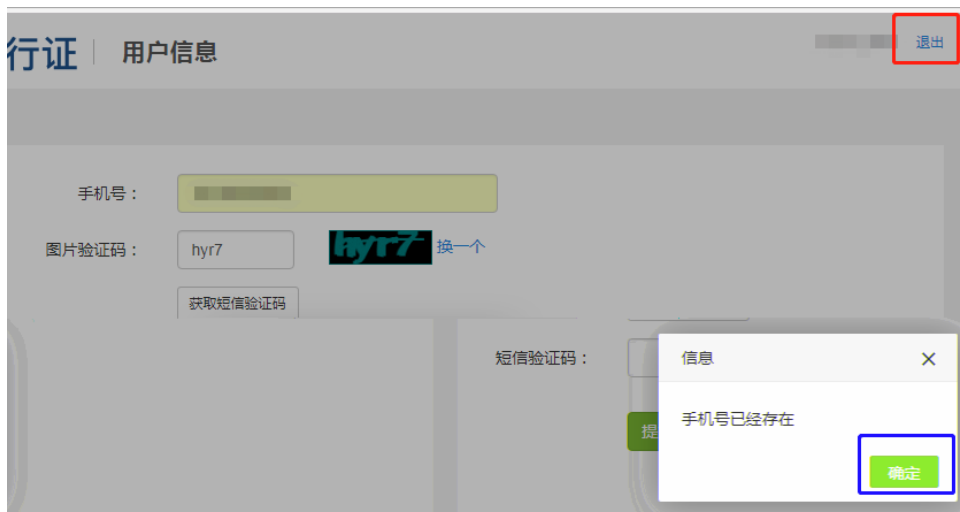 行证 用户信息
退出
手机号：
图片验证码： hyr7 hyr7 换一个
获取短信验证码
短信验证码：
提
信息 ×
手机号已经存在
确定